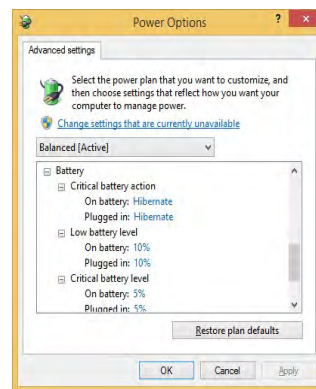 Power Options
?
×
Advanced settings
Select the power plan that you want to customize, and
then choose settings that reflect how you want your
computer to manage power.
Change settings that are currently unavailable
Balanced [Active]
Battery
Critical battery action
On battery: Hibernate
Plugged in: Hibernate
Low battery level
On battery: 10%
Plugged in: 10%
Critical battery level
On battery: 5%
Plugged in: 5%
Restore plan defaults
OK
Cancel
Apply